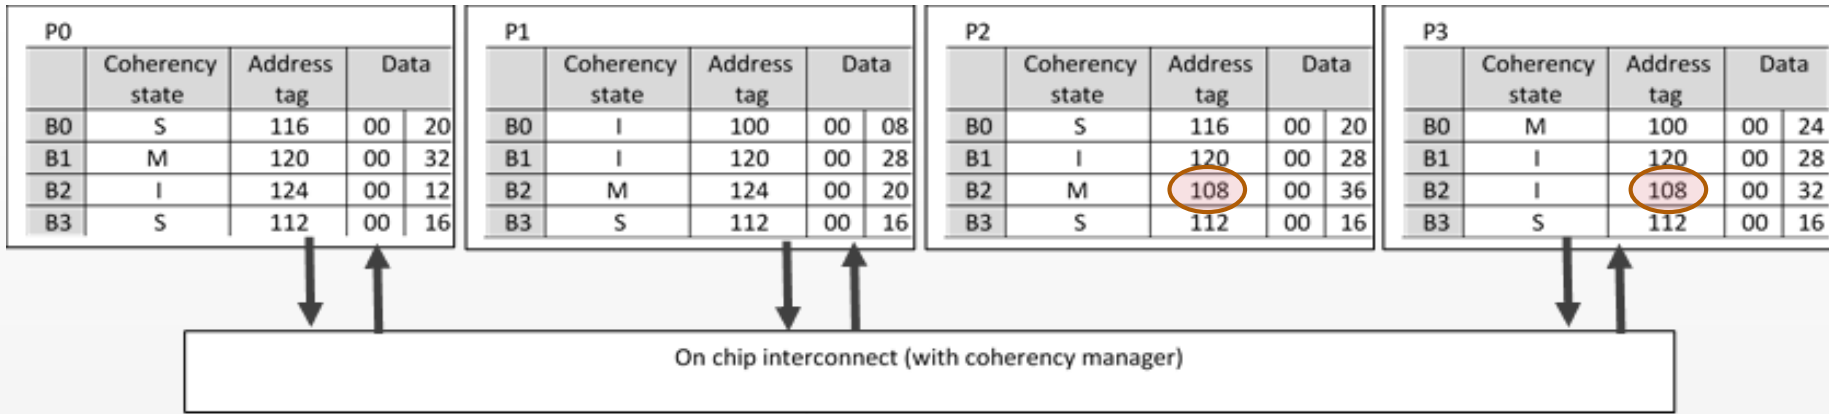 P0
Coherency state Address tag Data
B0 S 116 00 20
B1 M 120 00 32
B2 I 124 00 12
B3 S 112 00 16
P1
Coherency state Address tag Data
B0 I 100 00 08
B1 I 120 00 28
B2 M 124 00 20
B3 S 112 00 16
P2
Coherency state Address tag Data
B0 S 116 00 20
B1 I 120 00 28
B2 M 108 00 36
B3 S 112 00 16
P3
Coherency state Address tag Data
B0 M 100 00 24
B1 I 120 00 28
B2 I 108 00 32
B3 S 112 00 16
On chip interconnect (with coherency manager)